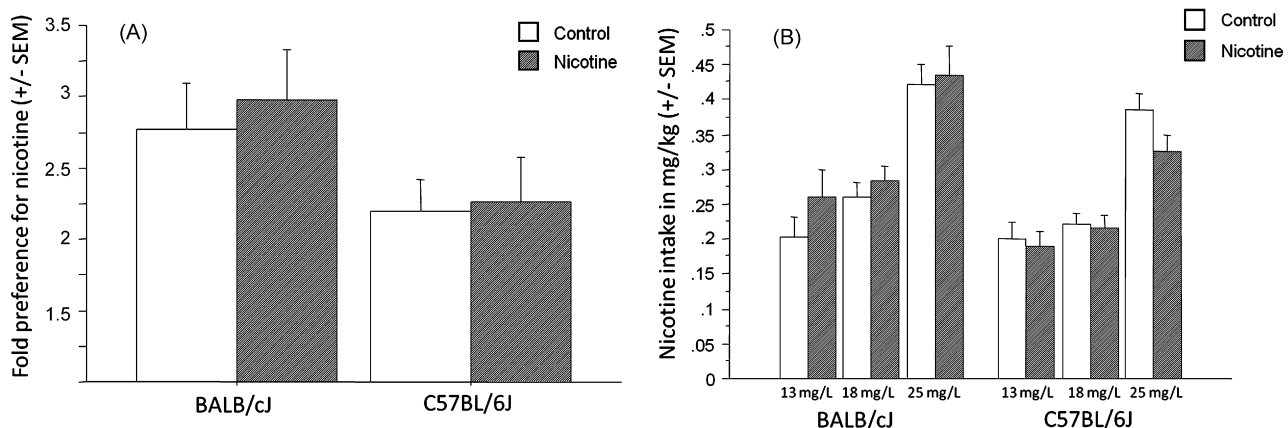 Fold preference for nicotine (+/- SEM)
3.5
3
2.5
2
1.5
(A)
Control
Nicotine
BALB/cJ
C57BL/6J
Nicotine intake in mg/kg (+/- SEM)
.5
.45
.4
.35
.3
.25
.2
.15
.1
.05
0
(B)
Control
Nicotine
13 mg/L 18 mg/L 25 mg/L 13 mg/L 18 mg/L 25 mg/L
BALB/cJ C57BL/6J